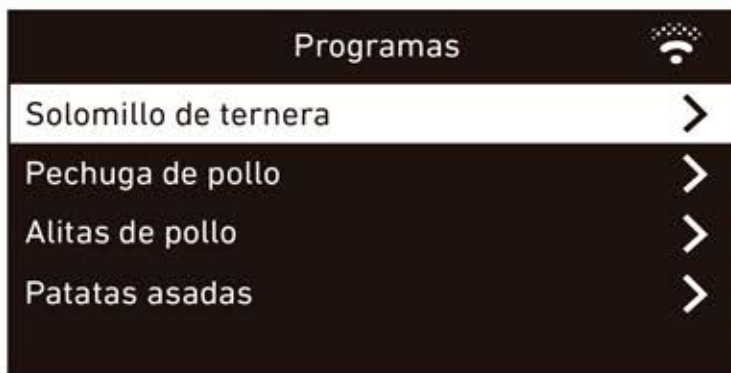 Programas
Solomillo de ternera
Pechuga de pollo
Alitas de pollo
Patatas asadas